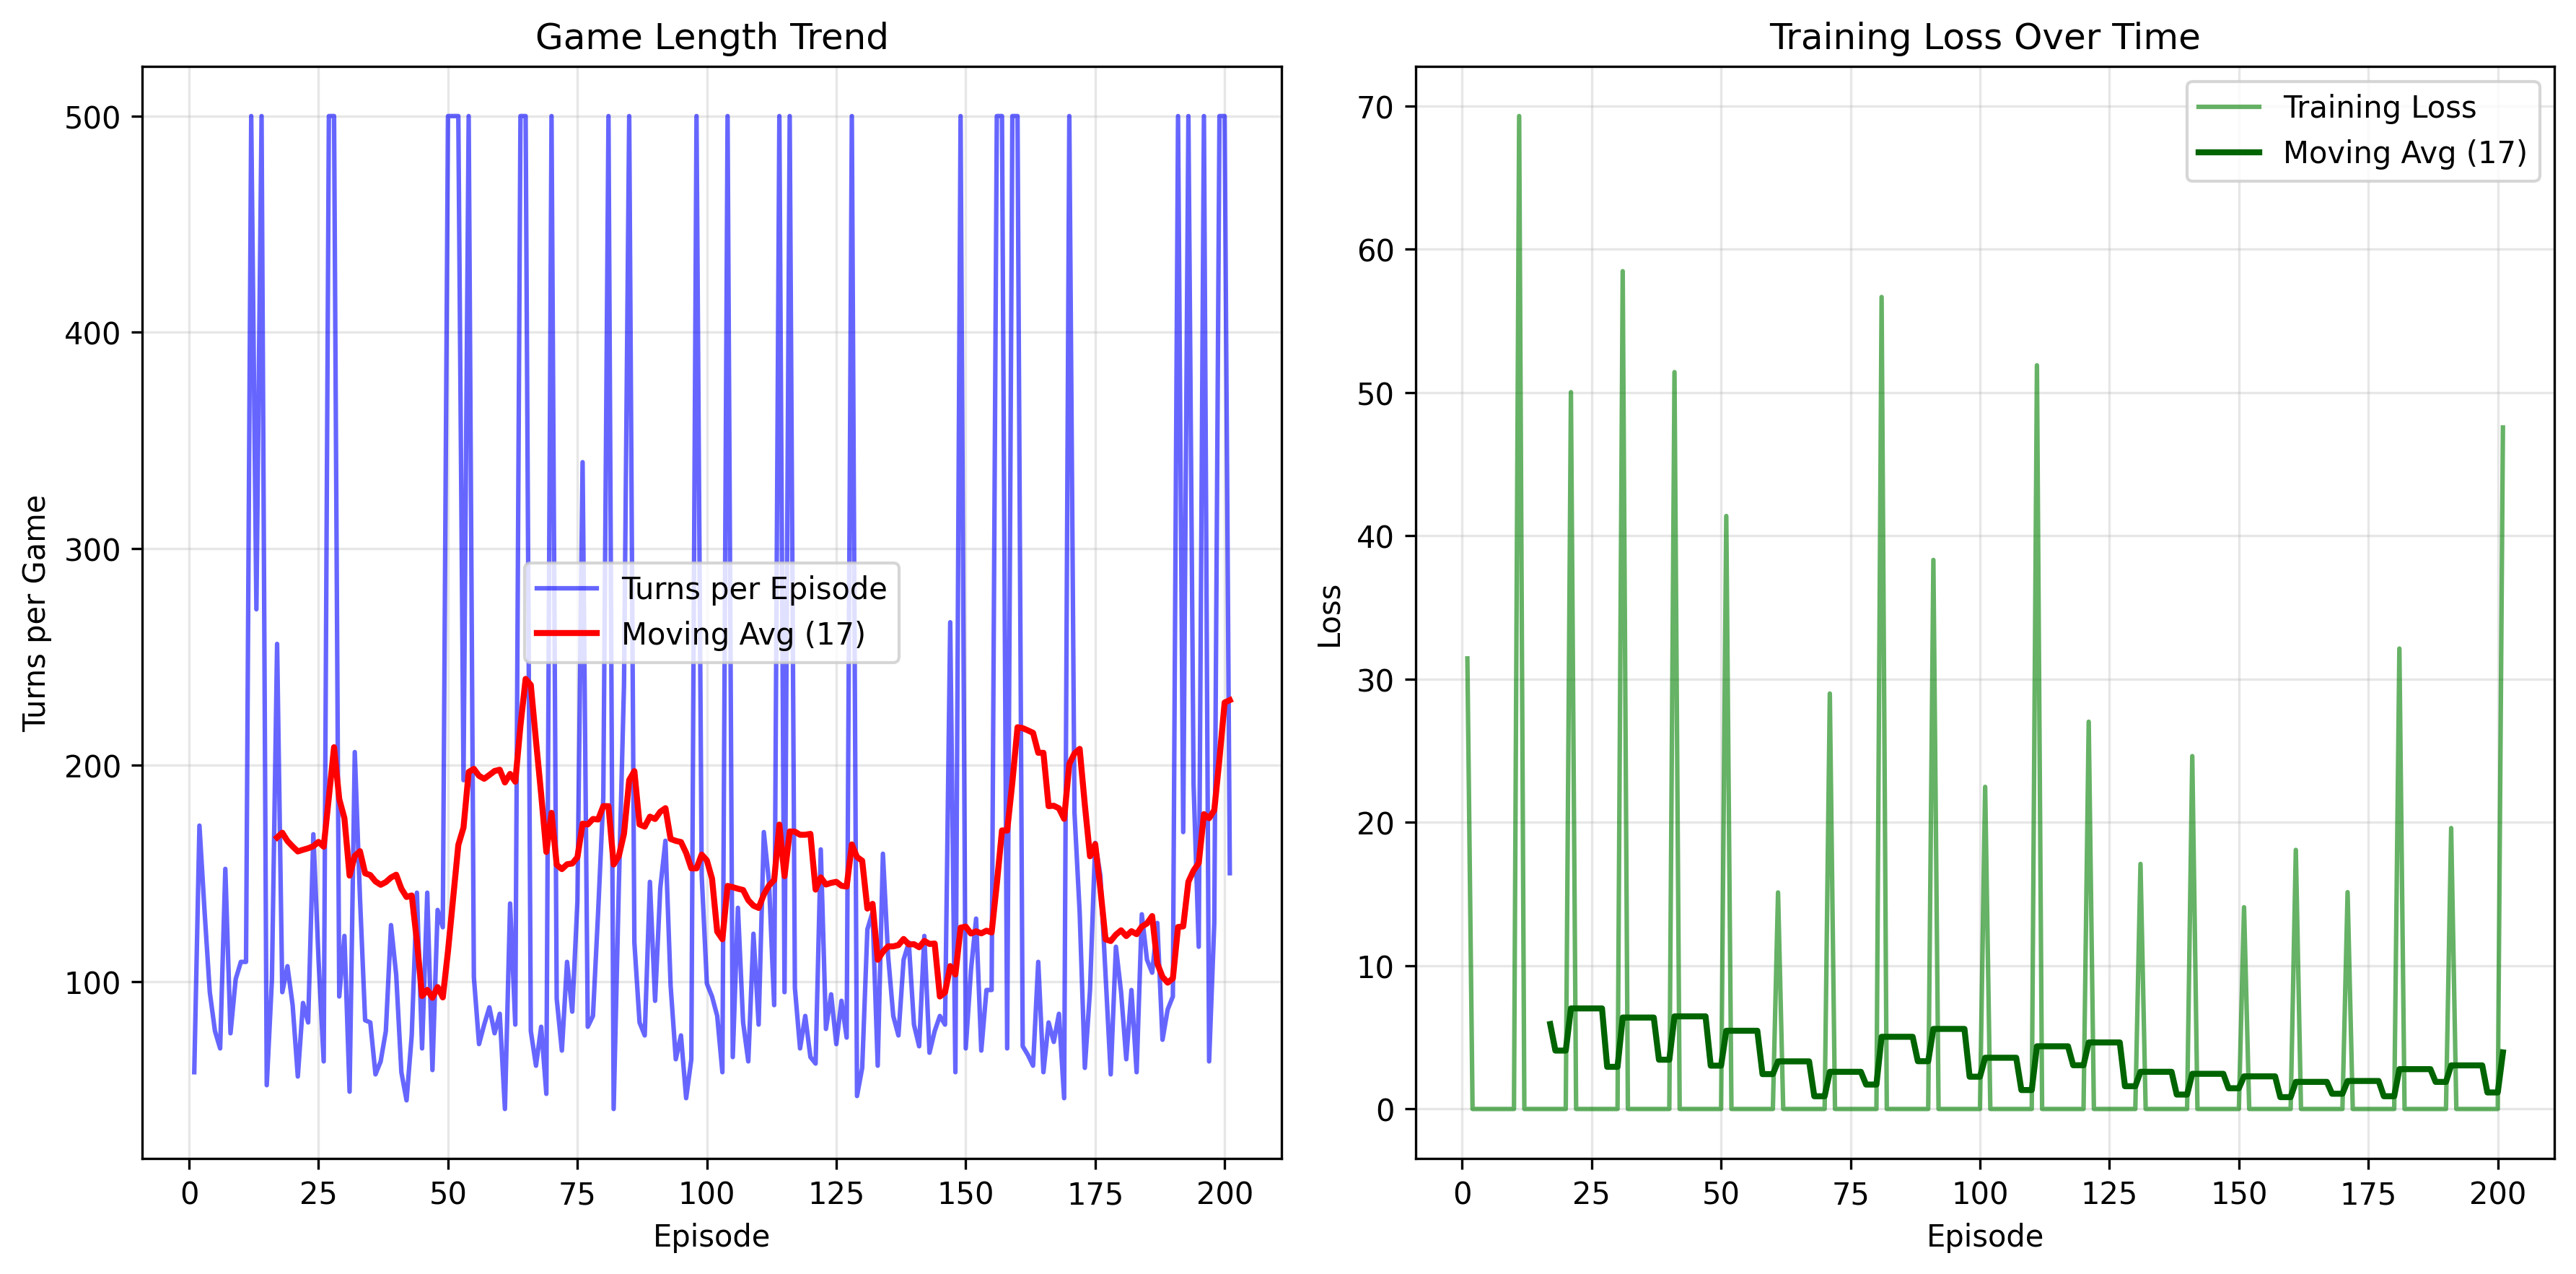 Game Length Trend
Turns per Game
500
400
300
200
100
Turns per Episode
Moving Avg (17)
0 25 50 75 100 125 150 175 200
Episode
Training Loss Over Time
Loss
70
60
50
40
30
20
10
0
Training Loss
Moving Avg (17)
0 25 50 75 100 125 150 175 200
Episode